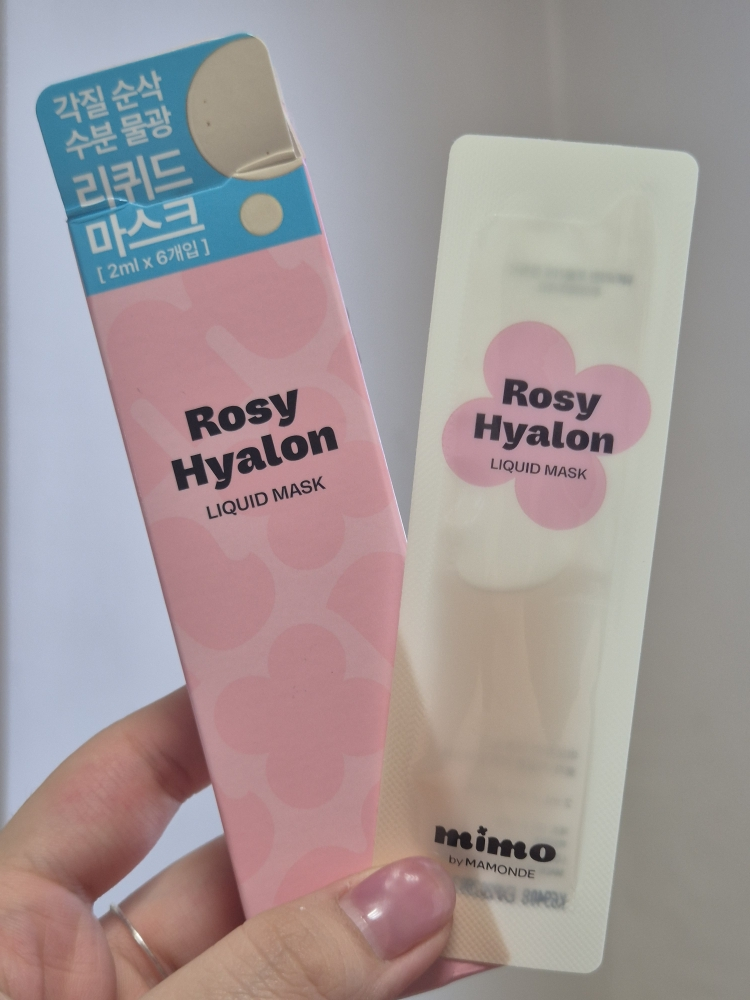 각질 순삭
수분 물광
리퀴드
마스크
[ 2ml x 6개입 ]
Rosy
Hyalon
LIQUID MASK
Rosy
Hyalon
LIQUID MASK
mimo
by MAMONDE